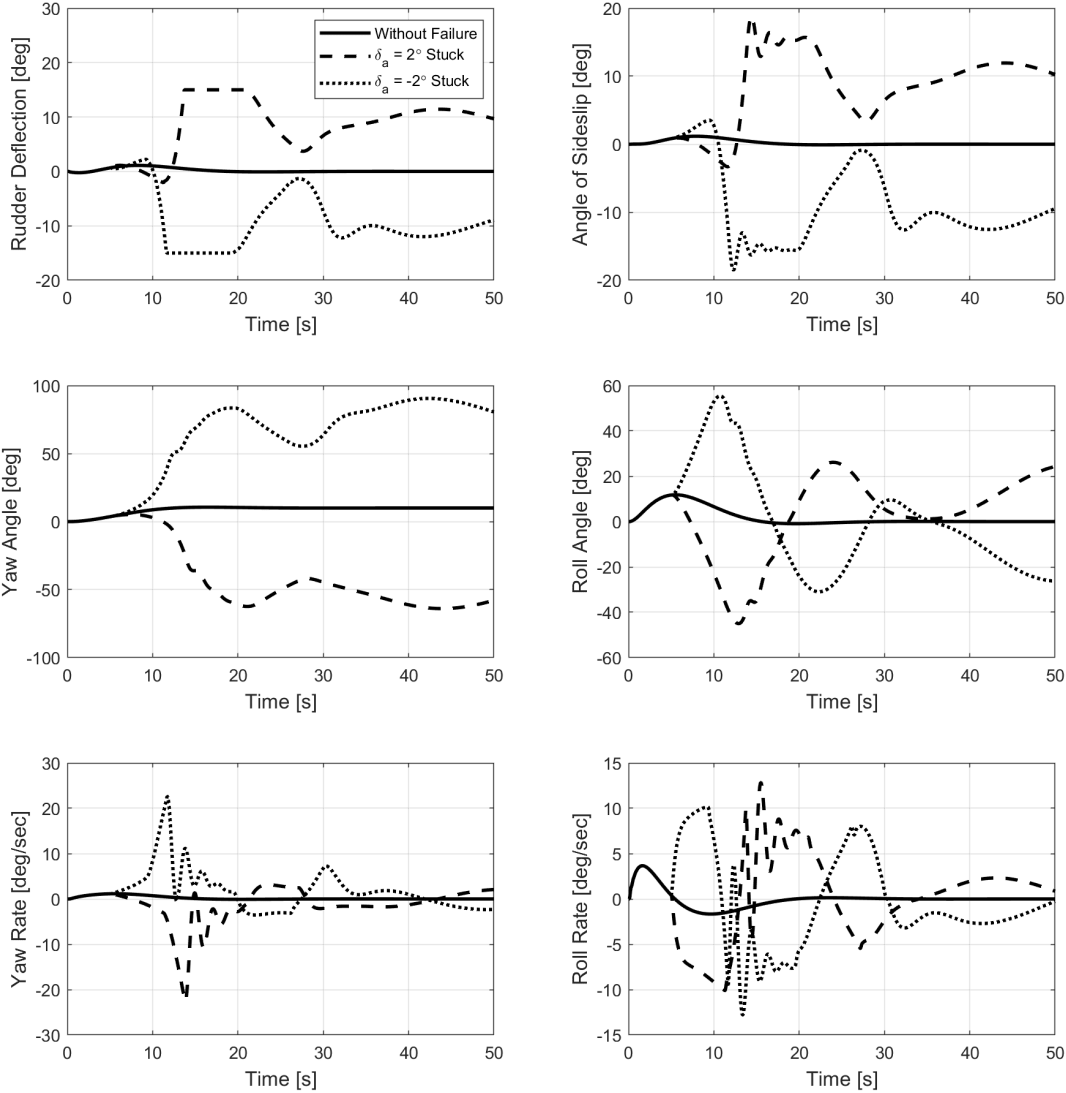 30
20
10
0
-10
-20
Rudder Deflection [deg]
Without Failure
δa = 2° Stuck
δa = -2° Stuck
0 10 20 30 40 50
Time [s]
20
10
0
-10
-20
Angle of Sideslip [deg]
0 10 20 30 40 50
Time [s]
100
50
0
-50
-100
Yaw Angle [deg]
0 10 20 30 40 50
Time [s]
60
40
20
0
-20
-40
-60
Roll Angle [deg]
0 10 20 30 40 50
Time [s]
30
20
10
0
-10
-20
-30
Yaw Rate [deg/sec]
0 10 20 30 40 50
Time [s]
15
10
5
0
-5
-10
-15
Roll Rate [deg/sec]
0 10 20 30 40 50
Time [s]